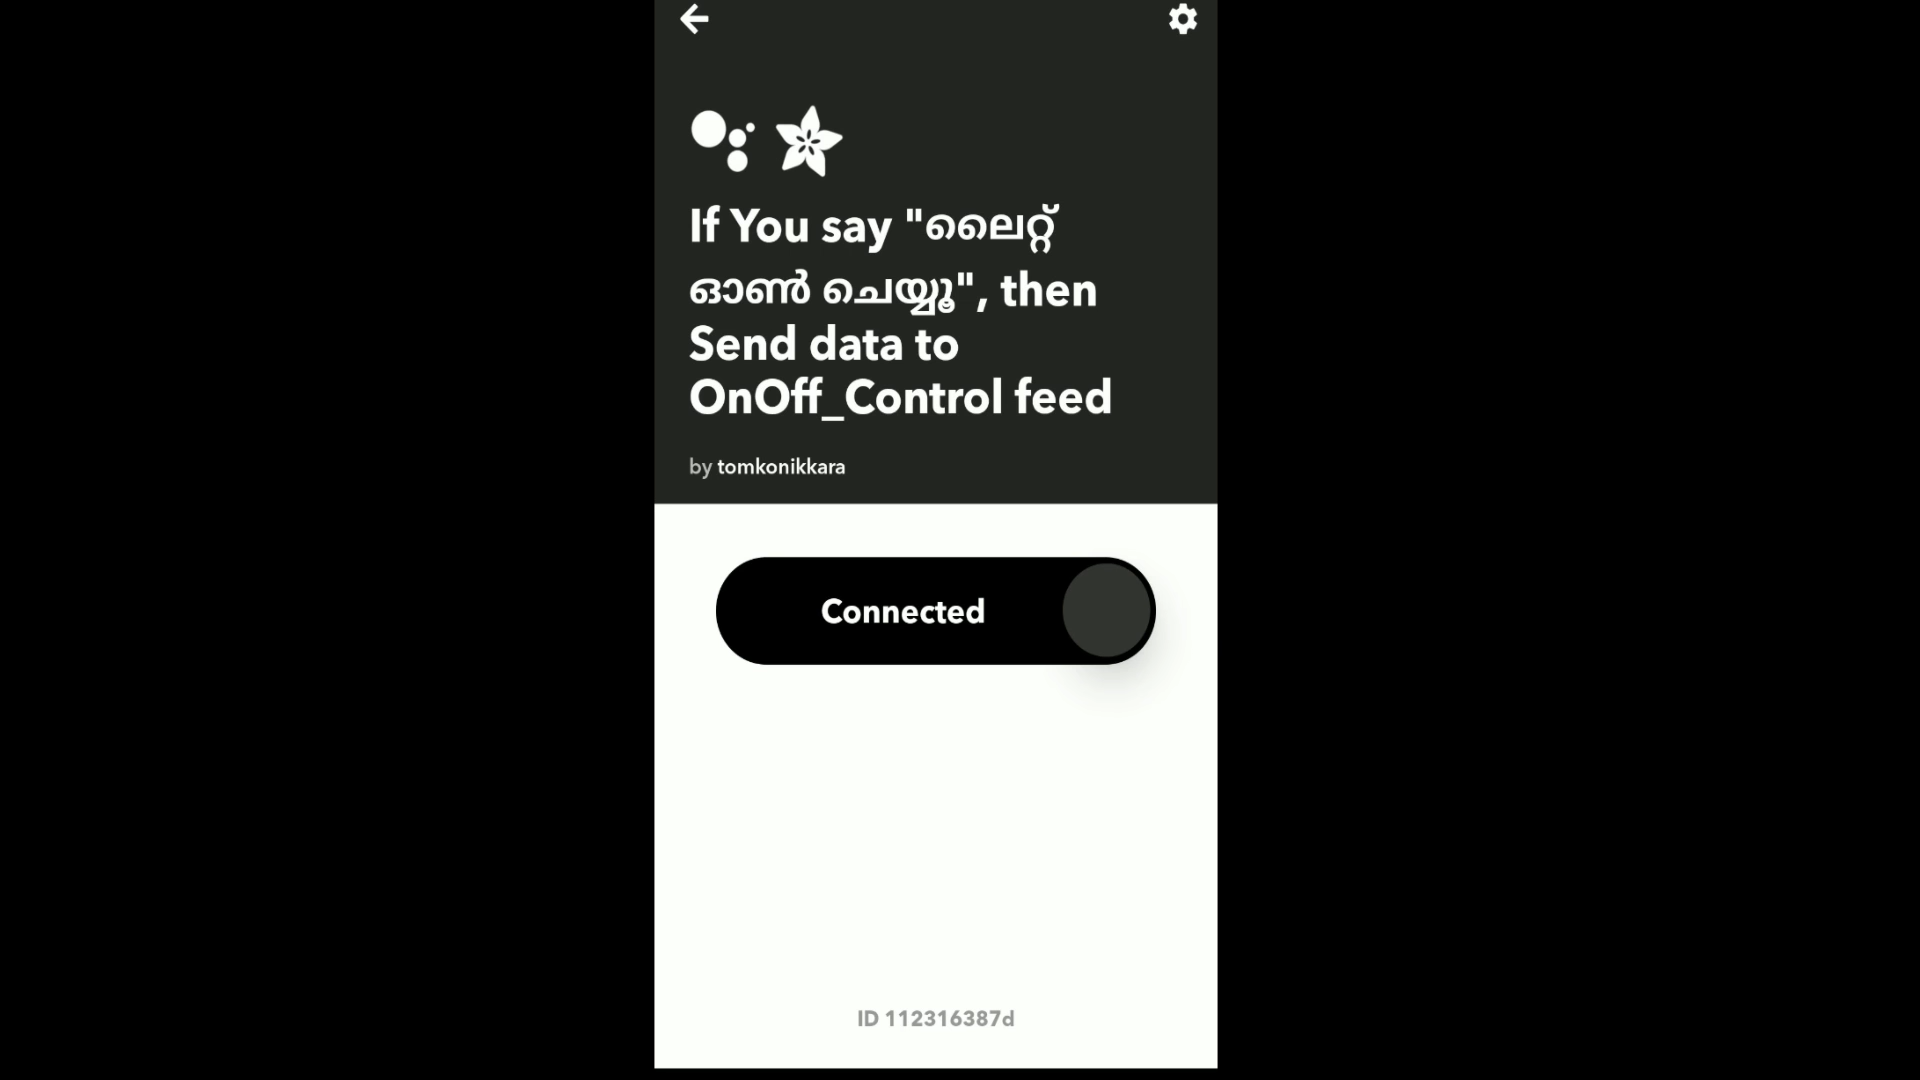 If You say "ലൈറ്റ്
ഓൺ ചെയ്യൂ", then
Send data to
OnOff_Control feed
by tomkonikkara
Connected
ID 112316387d